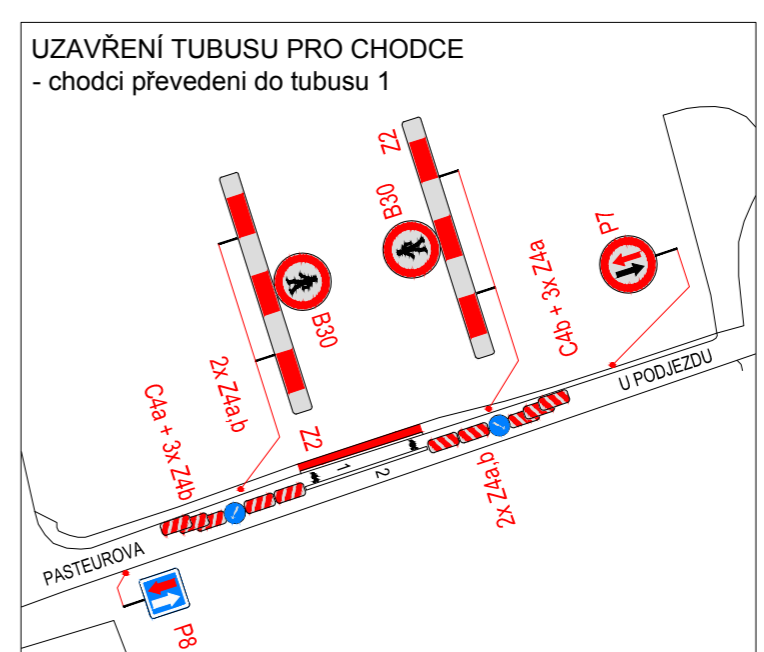 UZAVŘENÍ TUBUSU PRO CHODCE
- chodci převedeni do tubusu 1
Z2
B30
P7
B30
C4b + 3x Z4a
2x Z4a,b
C4a + 3x Z4b
Z2
U PODJEZDU
1
2
2x Z4a,b
PASTEUROVA
P8